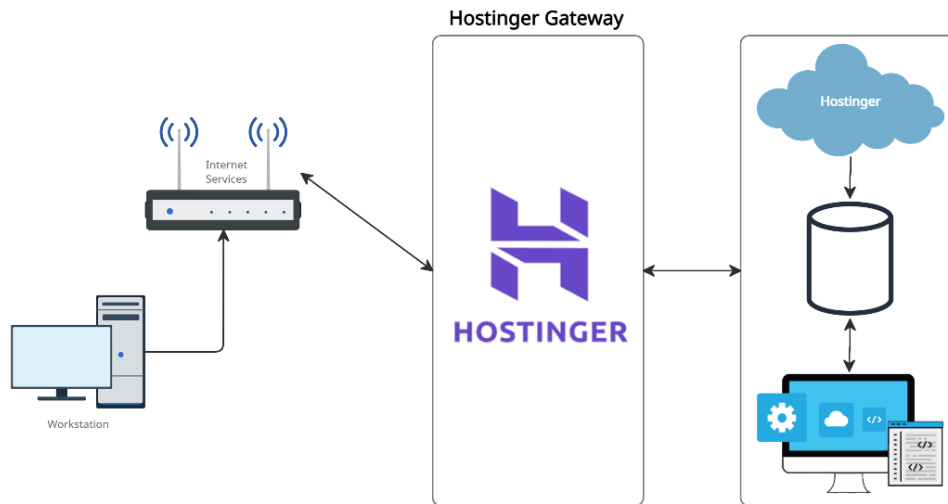 Hostinger Gateway
Hostinger
Internet
Services
HOSTINGER
Workstation
</>
</>
</>